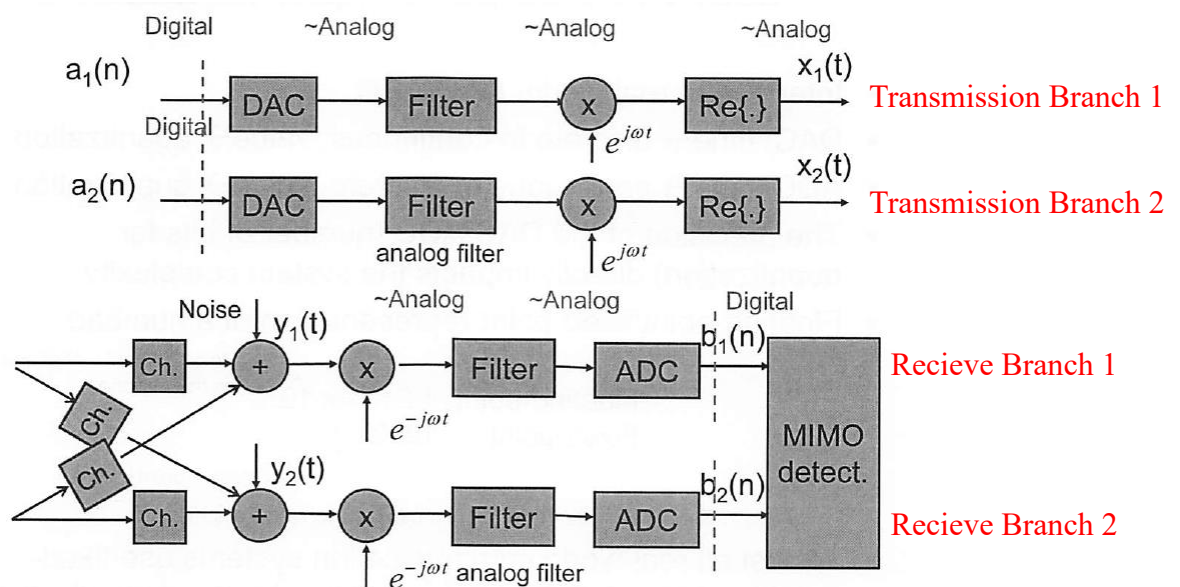 Digital ~Analog ~Analog ~Analog
a₁(n) DAC Filter x Re{.} x₁(t) Transmission Branch 1
Digital e^{jωt}
a₂(n) DAC Filter x Re{.} x₂(t) Transmission Branch 2
analog filter e^{jωt}
~Analog ~Analog Digital
Noise y₁(t) b₁(n)
Ch. + x Filter ADC Recieve Branch 1
Ch. e^{-jωt}
MIMO
detect.
Ch.
y₂(t) b₂(n)
Ch. + x Filter ADC Recieve Branch 2
e^{-jωt} analog filter